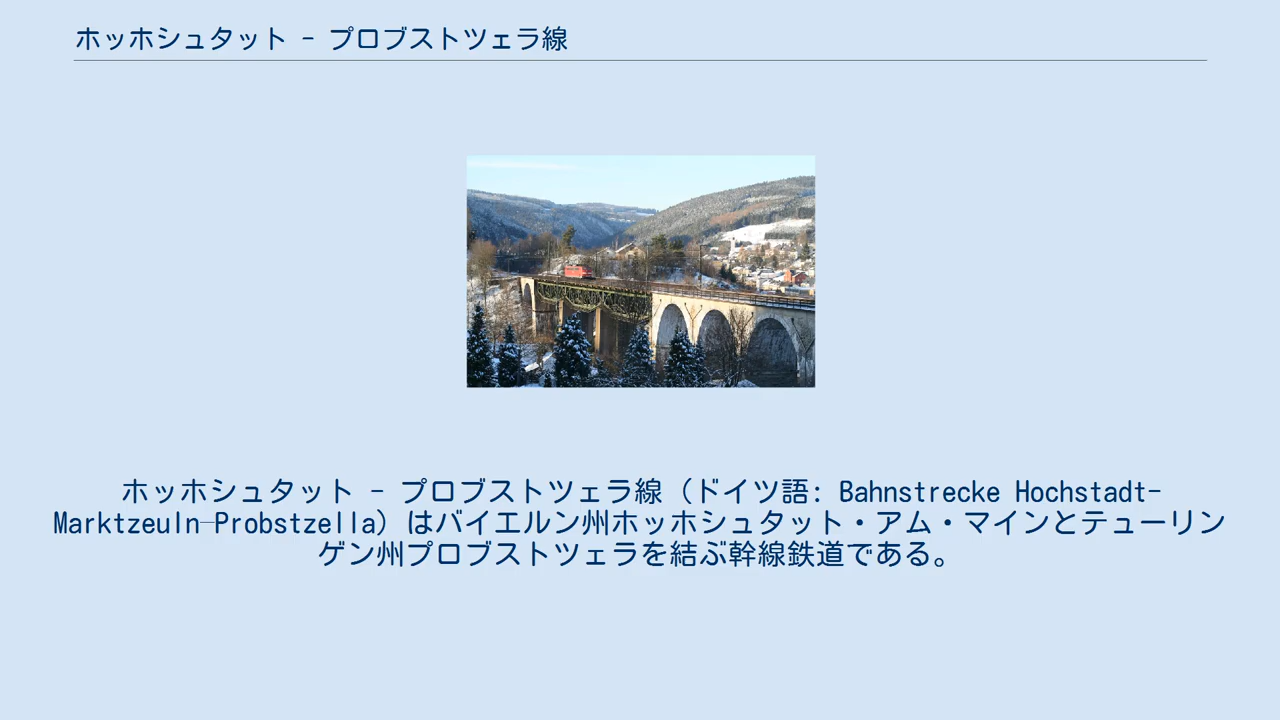 ホッホシュタット - プロブストツェラ線
ホッホシュタット - プロブストツェラ線（ドイツ語: Bahnstrecke Hochstadt-
Marktzeuln–Probstzella）はバイエルン州ホッホシュタット・アム・マインとテューリン
ゲン州プロブストツェラを結ぶ幹線鉄道である。